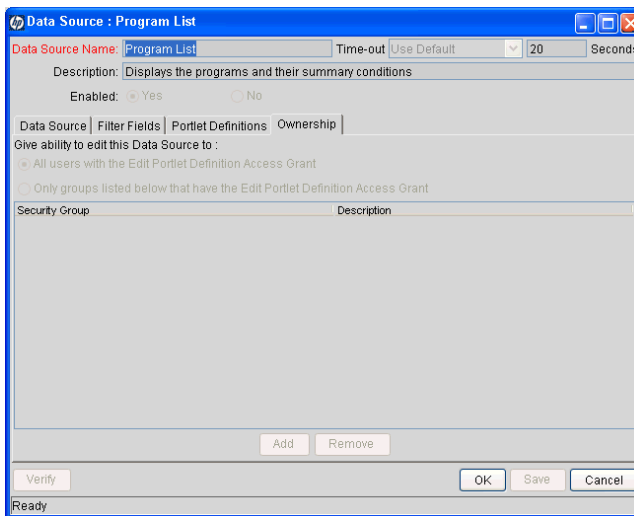 hp Data Source : Program List
Data Source Name: Program List Time-out Use Default 20 Seconds
Description: Displays the programs and their summary conditions
Enabled: Yes No
Data Source Filter Fields Portlet Definitions Ownership
Give ability to edit this Data Source to :
All users with the Edit Portlet Definition Access Grant
Only groups listed below that have the Edit Portlet Definition Access Grant
Security Group Description
Add Remove
Verify OK Save Cancel
Ready